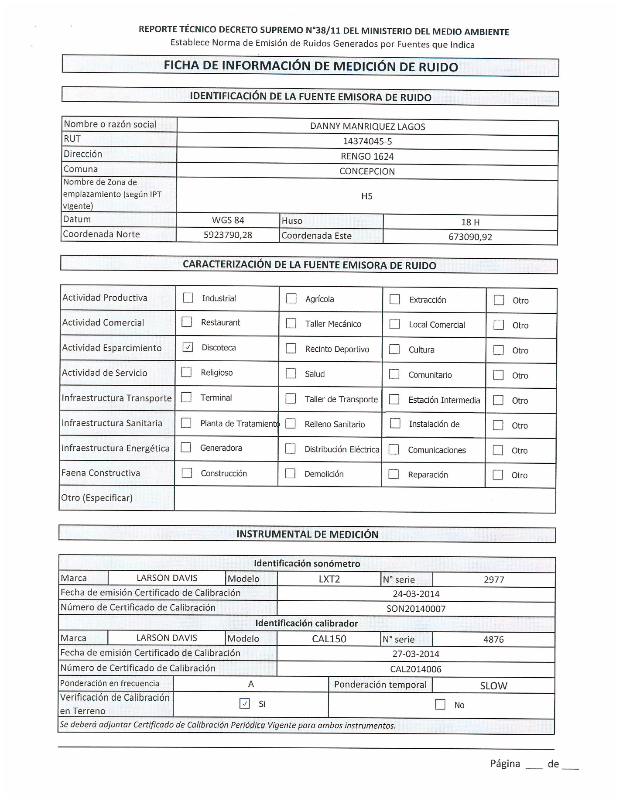 REPORTE TÉCNICO DECRETO SUPREMO N°38/11 DEL MINISTERIO DEL MEDIO AMBIENTE
Establece Norma de Emisión de Ruidos Generados por Fuentes que Indica
FICHA DE INFORMACIÓN DE MEDICIÓN DE RUIDO
IDENTIFICACIÓN DE LA FUENTE EMISORA DE RUIDO
Nombre o razón social DANNY MANRIQUEZ LAGOS
RUT 14374045-5
Dirección RENGO 1624
Comuna CONCEPCION
Nombre de Zona de
emplazamiento (según IPT
vigente) H5
Datum WGS 84 Huso 18 H
Coordenada Norte 5923790,28 Coordenada Este 673090,92
CARACTERIZACIÓN DE LA FUENTE EMISORA DE RUIDO
Actividad Productiva Industrial Agrícola Extracción Otro
Actividad Comercial Restaurant Taller Mecánico Local Comercial Otro
Actividad Esparcimiento ✓ Discoteca Recinto Deportivo Cultura Otro
Actividad de Servicio Religioso Salud Comunitario Otro
Infraestructura Transporte Terminal Taller de Transporte Estación Intermedia Otro
Infraestructura Sanitaria Planta de Tratamiento Relleno Sanitario Instalación de Otro
Infraestructura Energética Generadora Distribución Eléctrica Comunicaciones Otro
Faena Constructiva Construcción Demolición Reparación Otro
Otro (Especificar)
INSTRUMENTAL DE MEDICIÓN
Identificación sonómetro
Marca LARSON DAVIS Modelo LXT2 N° serie 2977
Fecha de emisión Certificado de Calibración 24-03-2014
Número de Certificado de Calibración SON20140007
Identificación calibrador
Marca LARSON DAVIS Modelo CAL150 N° serie 4876
Fecha de emisión Certificado de Calibración 27-03-2014
Número de Certificado de Calibración CAL2014006
Ponderación en frecuencia A Ponderación temporal SLOW
Verificación de Calibración
en Terreno ✓ Si No
Se deberá adjuntar Certificado de Calibración Periódica Vigente para ambos instrumentos.
Página ___ de ___